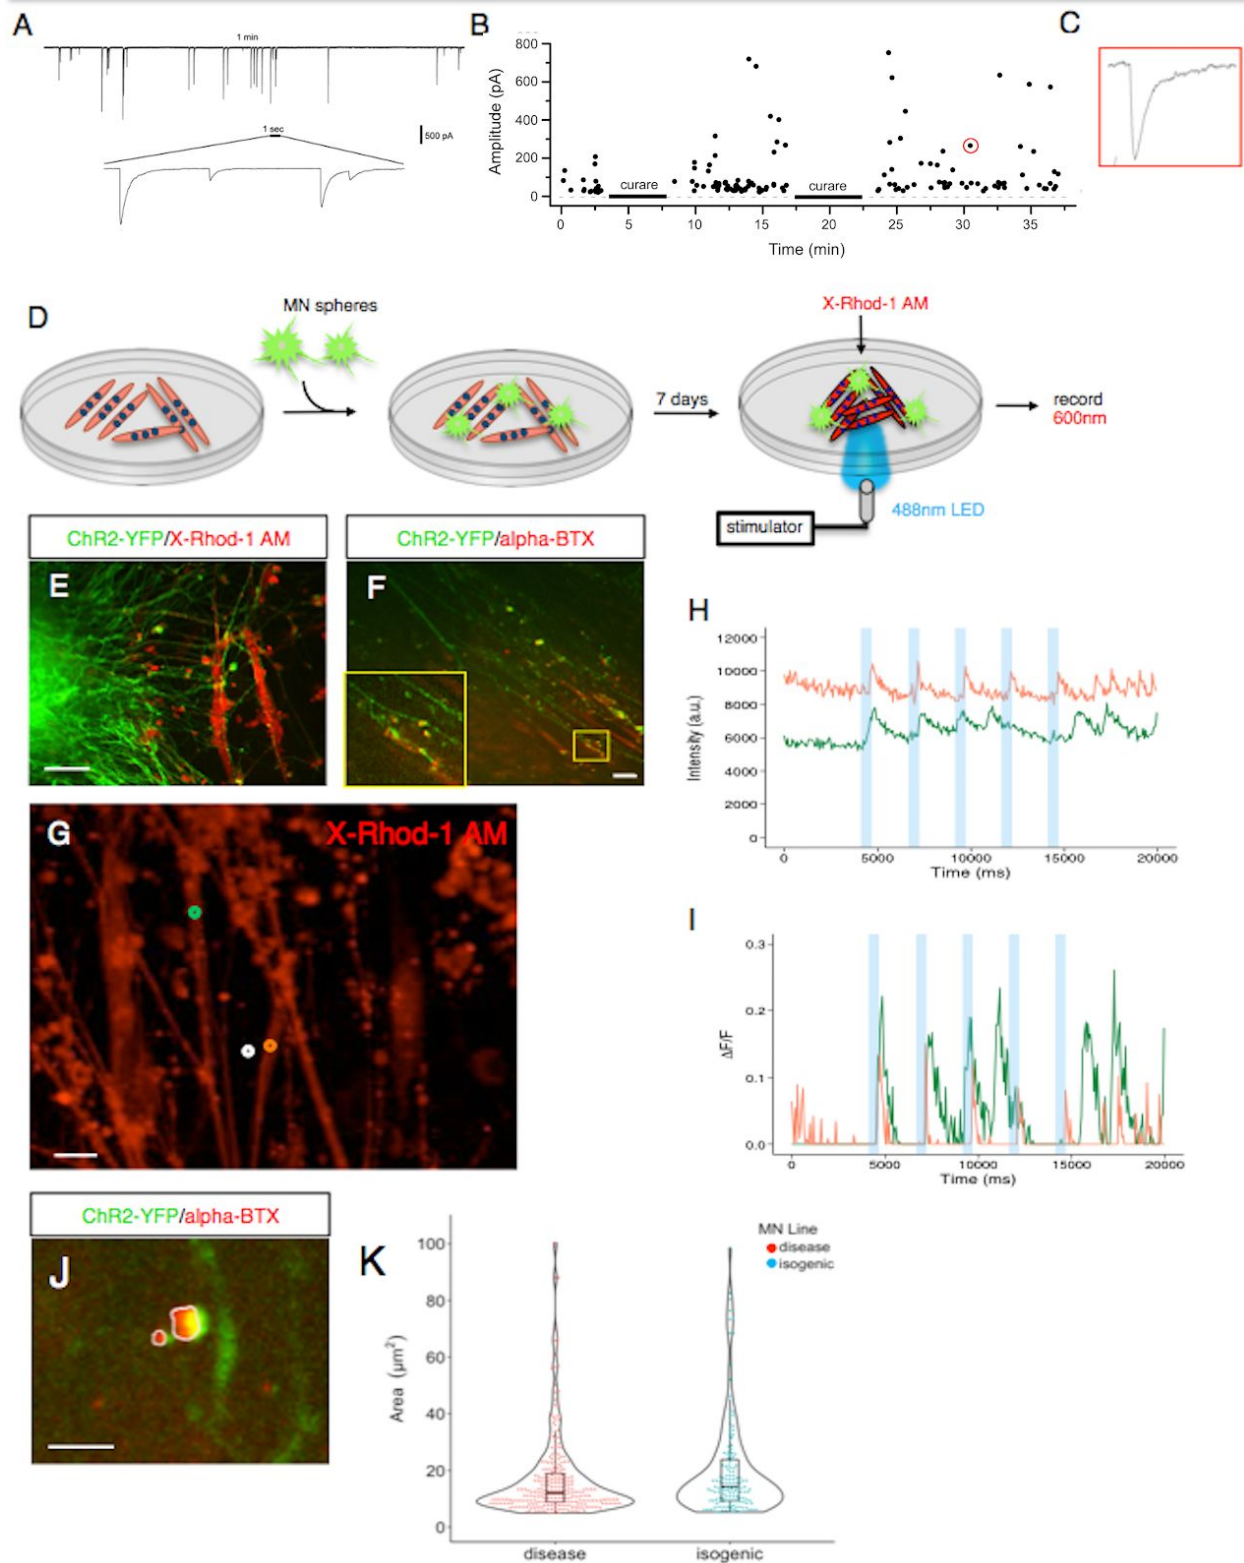 A
1 min
1 sec
500 pA
B
Amplitude (pA)
800
600
400
200
0
curare
curare
0 5 10 15 20 25 30 35
Time (min)
C
D
MN spheres
7 days
X-Rhod-1 AM
record
600nm
488nm LED
stimulator
ChR2-YFP/X-Rhod-1 AM
E
ChR2-YFP/alpha-BTX
F
G
X-Rhod-1 AM
H
Intensity (a.u.)
12000
10000
8000
6000
4000
2000
0
0 5000 10000 15000 20000
Time (ms)
I
ΔF/F
0.3
0.2
0.1
0.0
0 5000 10000 15000 20000
Time (ms)
ChR2-YFP/alpha-BTX
J
K
MN Line
disease
isogenic
Area (μm²)
100
80
60
40
20
0
disease isogenic